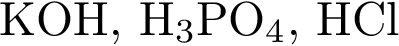 KOH, H₃PO₄, HCl